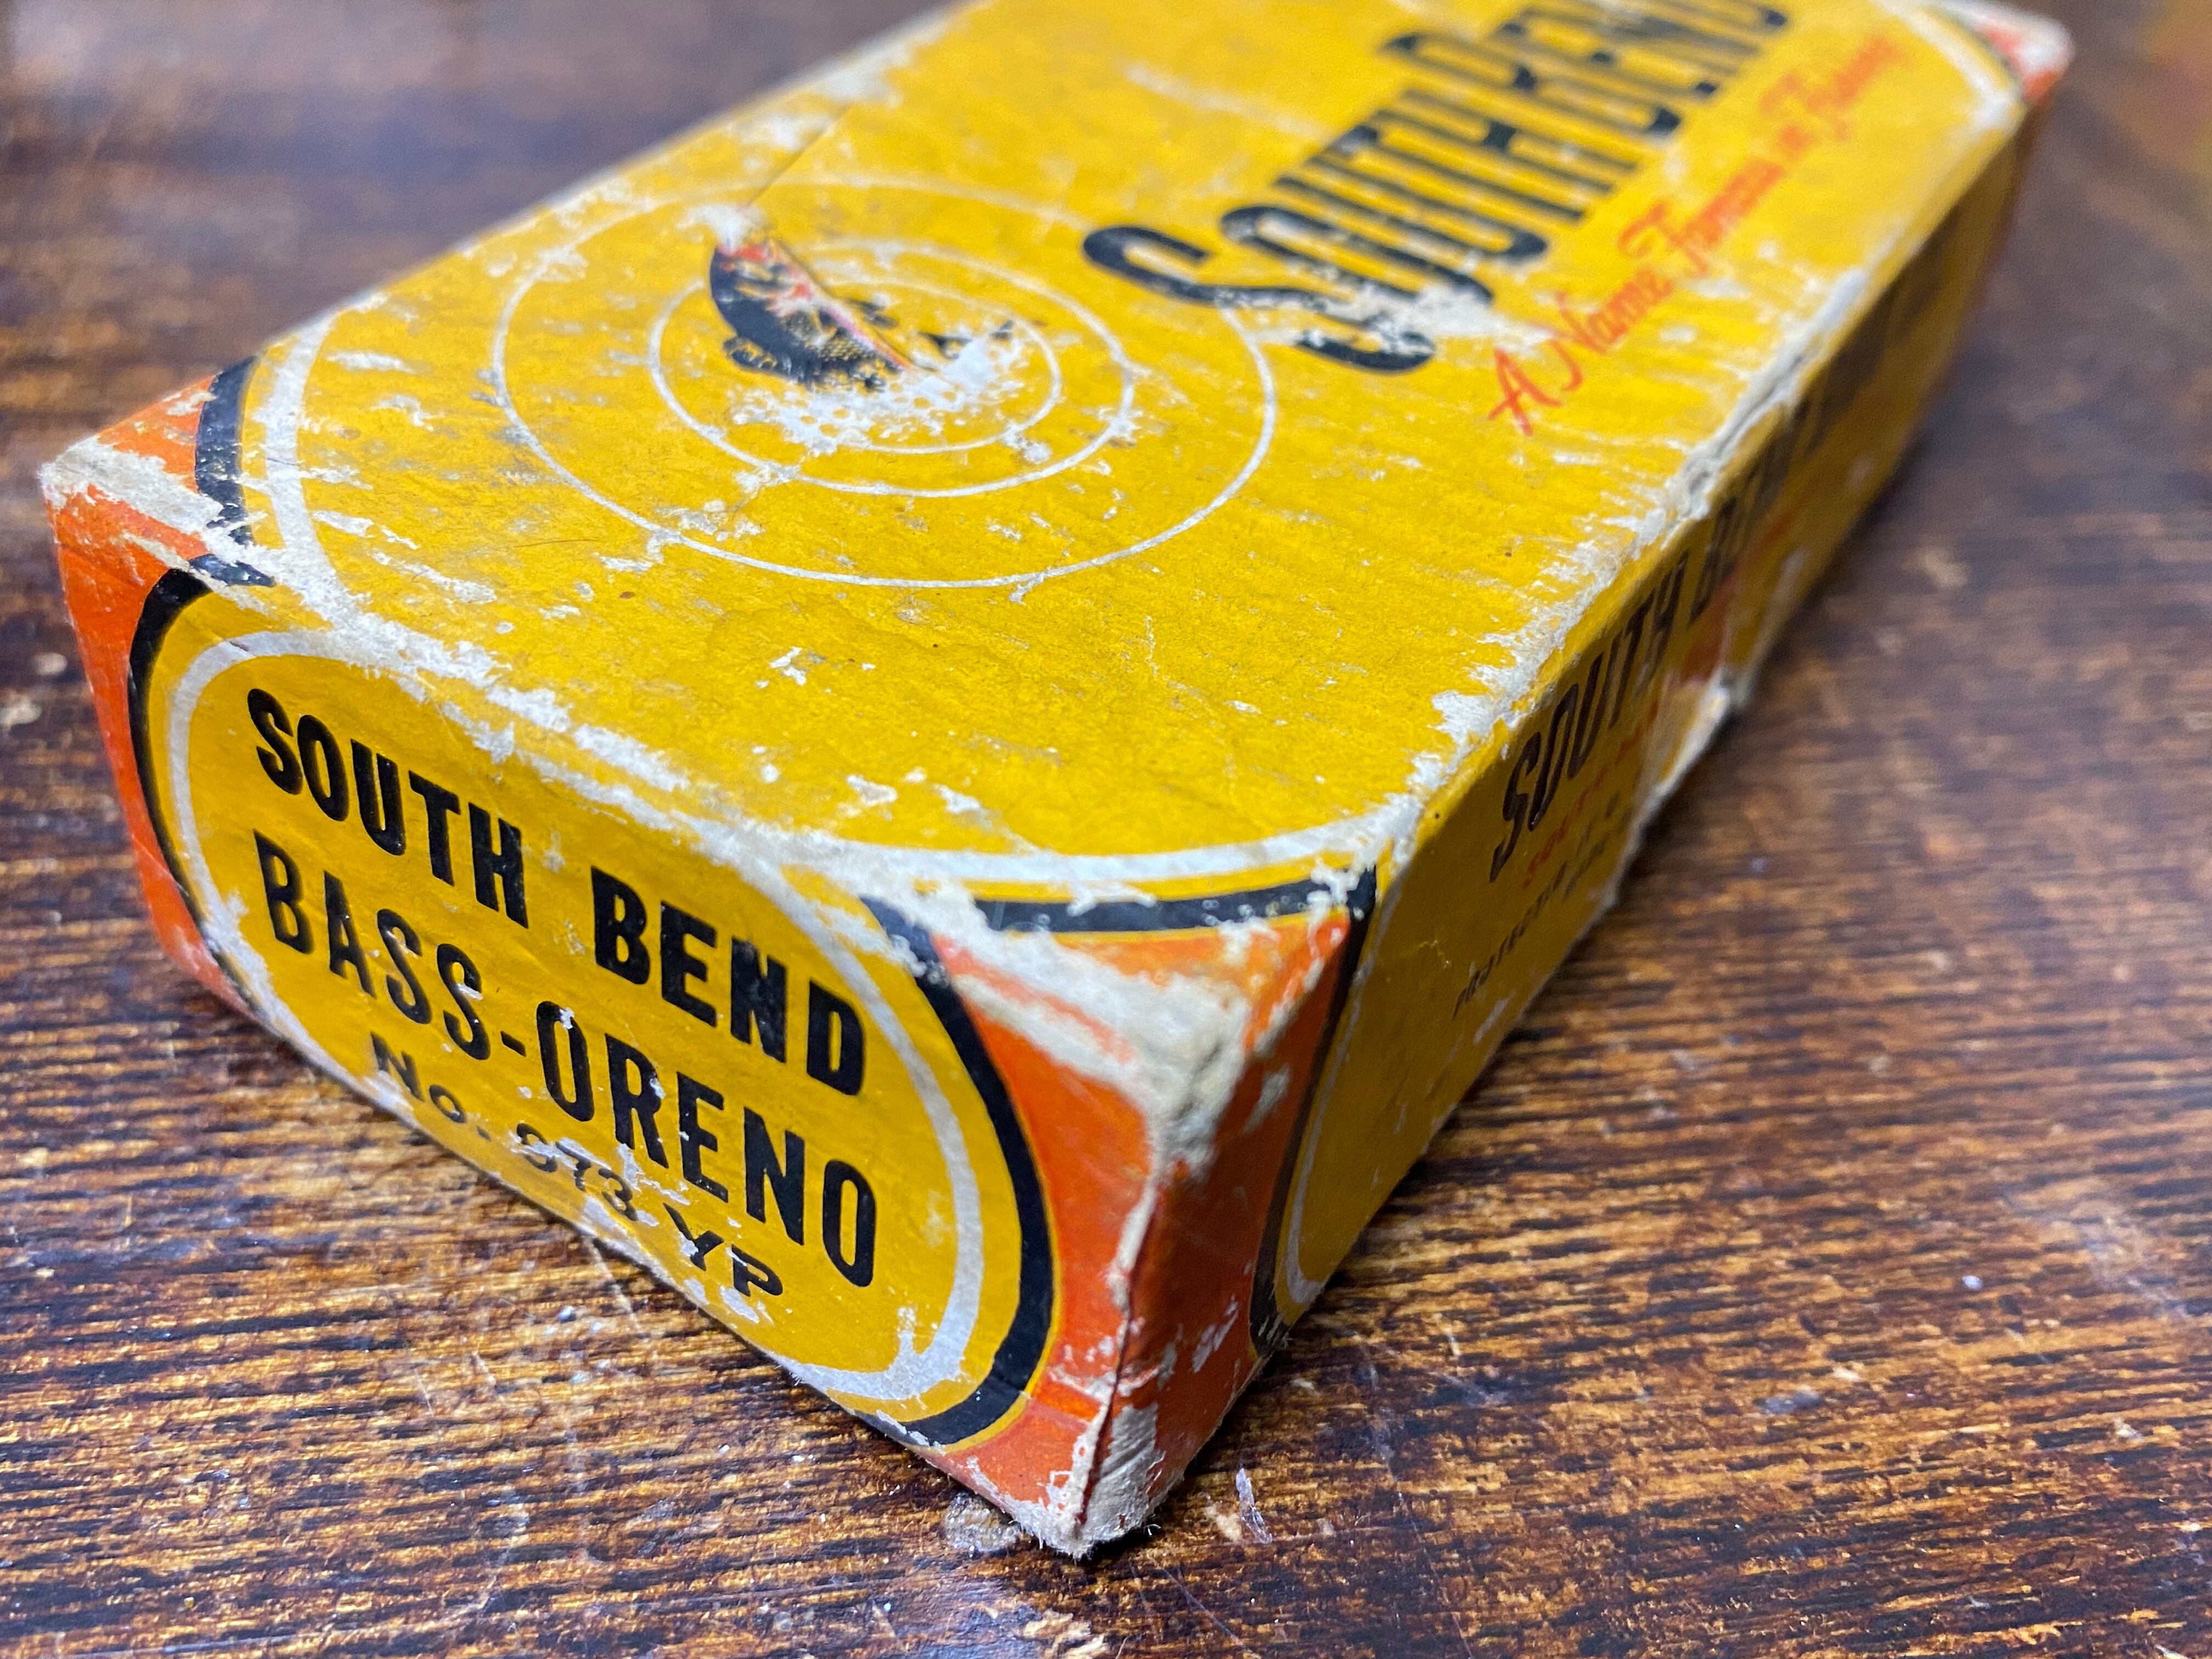 SOUTH BEND
A Name Famous in Fishing
SOUTH BEND
BASS-ORENO
No. 973 YP
SOUTH BEND